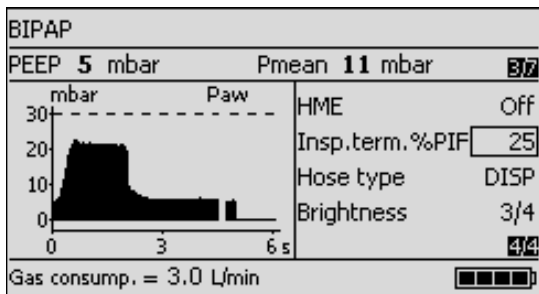 BIPAP
PEEP 5 mbar Pmean 11 mbar 3/7
mbar Paw
30
20
10
0
0 3 6 s
HME Off
Insp.term.%PIF 25
Hose type DISP
Brightness 3/4
4/4
Gas consump. = 3.0 L/min